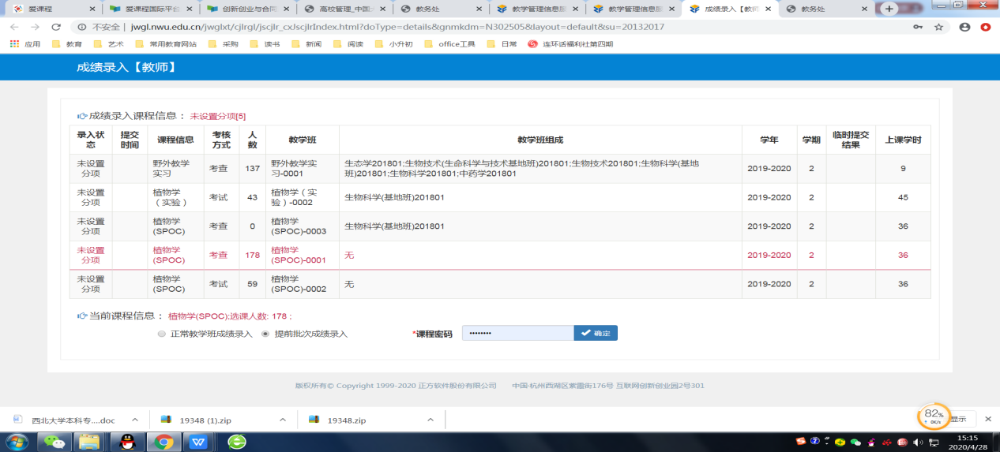 爱课程
爱课程国际平台
创新创业与合同
高校管理_中国大
教务处
教学管理信息服
教学管理信息服
成绩录入【教师
教务处
不安全 | jwgl.nwu.edu.cn/jwglxt/cjlrgl/jscjlr_cxJscjlrIndex.html?doType=details&gnmkdm=N302505&layout=default&su=20132017
应用 教育 艺术 常用教育网站 采购 读书 新闻 阅读 小升初 office工具 日常 连环话福利社第四期
成绩录入【教师】
成绩录入课程信息 : 未设置分项[5]
录入状态 提交时间 课程信息 考核方式 人数 教学班 教学班组成 学年 学期 临时提交结果 上课学时
未设置分项 野外教学实习 考查 137 野外教学实习-0001 生态学201801;生物技术(生命科学与技术基地班)201801;生物技术201801;生物科学(基地班)201801;生物科学201801;中药学201801 2019-2020 2 9
未设置分项 植物学(实验) 考试 43 植物学(实验)-0002 生物科学(基地班)201801 2019-2020 2 45
未设置分项 植物学(SPOC) 考查 0 植物学(SPOC)-0003 生物科学(基地班)201801 2019-2020 2 36
未设置分项 植物学(SPOC) 考查 178 植物学(SPOC)-0001 无 2019-2020 2 36
未设置分项 植物学(SPOC) 考试 59 植物学(SPOC)-0002 无 2019-2020 2 36
当前课程信息 : 植物学(SPOC);选课人数: 178 ;
正常教学班成绩录入 提前批次成绩录入 *课程密码 •••••••• 确定
版权所有© Copyright 1999-2020 正方软件股份有限公司 中国·杭州西湖区紫霞街176号 互联网创新创业园2号301
西北大学本科专....doc 19348 (1).zip 19348.zip 82% 0K/s 显示
15:15
2020/4/28